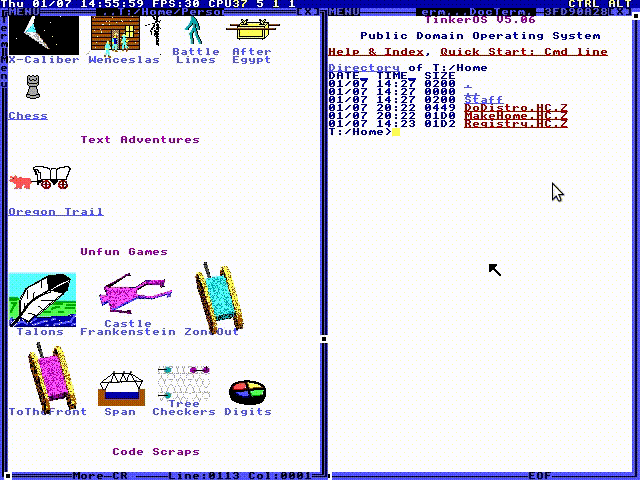 Thu 01/07 14:55:59 FPS:30 CPU37 5 1 1 CTRL ALT
MENU T:/Home/Person [X]
X-Caliber Wenceslas Battle Lines After Egypt
Chess
Text Adventures
Oregon Trail
Unfun Games
Talons Castle Frankenstein ZoneOut
ToTheFront Span Tree Checkers Digits
Code Scraps
More-CR Line:0113 Col:0001
MENU erm...DocTerm. 3FD90A28[X]
TinkerOS V5.06
Public Domain Operating System
Help & Index, Quick Start: Cmd line
Directory of T:/Home
DATE_ TIME_ SIZE
01/07 14:27 0200 .
01/07 14:27 0000 ..
01/07 14:27 0200 Staff
01/07 20:22 0449 DoDistro.HC.Z
01/07 20:22 01D0 MakeHome.HC.Z
01/07 14:23 01D2 Registry.HC.Z
T:/Home>
EOF